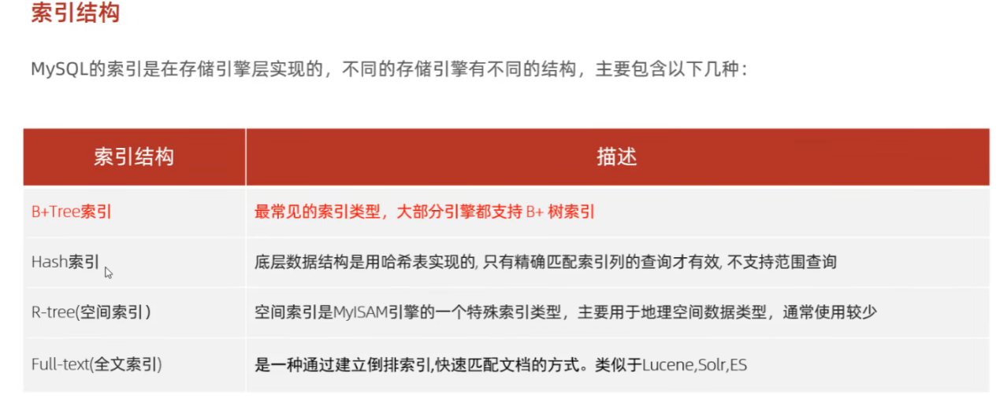 索引结构
MySQL的索引是在存储引擎层实现的，不同的存储引擎有不同的结构，主要包含以下几种：
索引结构 描述
B+Tree索引 最常见的索引类型，大部分引擎都支持 B+ 树索引
Hash索引 底层数据结构是用哈希表实现的, 只有精确匹配索引列的查询才有效, 不支持范围查询
R-tree(空间索引） 空间索引是MyISAM引擎的一个特殊索引类型，主要用于地理空间数据类型，通常使用较少
Full-text(全文索引) 是一种通过建立倒排索引,快速匹配文档的方式。类似于Lucene,Solr,ES